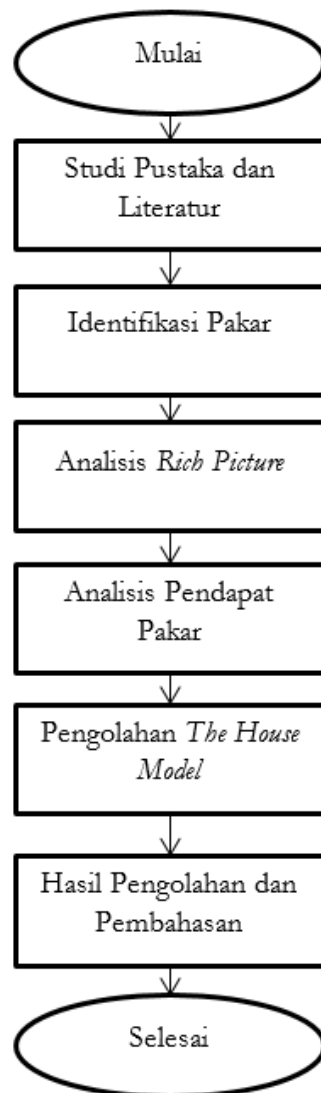 Mulai
Studi Pustaka dan
Literatur
Identifikasi Pakar
Analisis Rich Picture
Analisis Pendapat
Pakar
Pengolahan The House
Model
Hasil Pengolahan dan
Pembahasan
Selesai